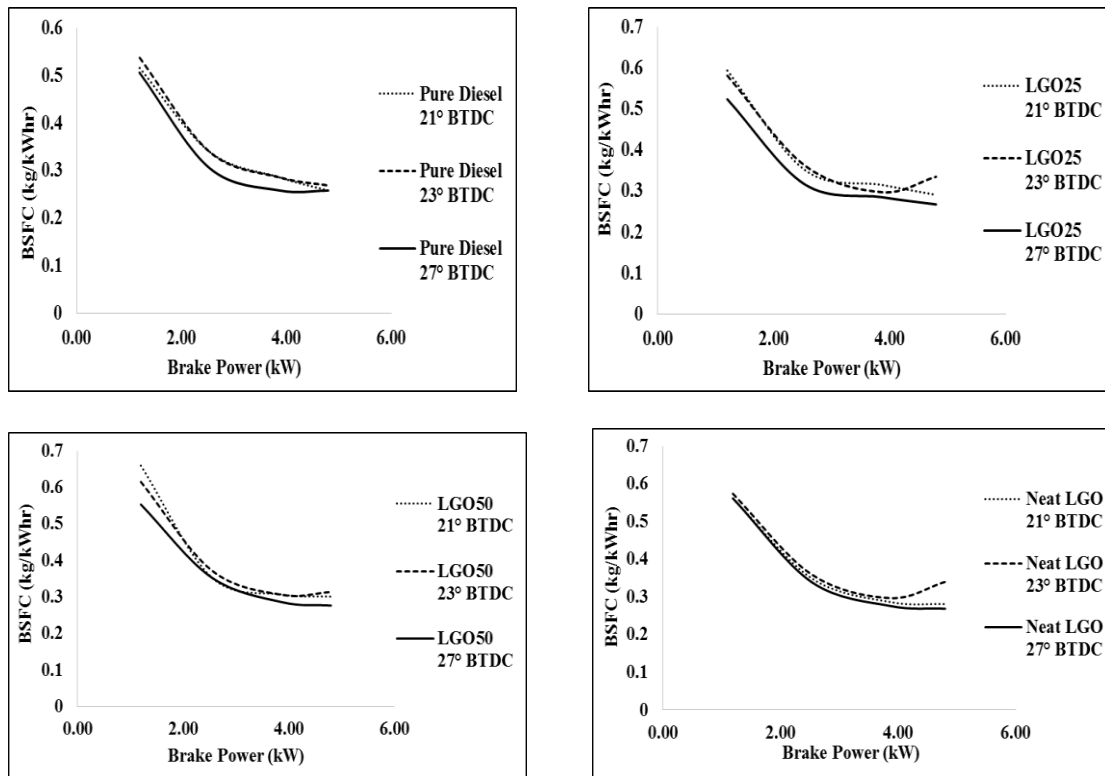 0.6
0.5
0.4
0.3
0.2
0.1
0
BSFC (kg/kWhr)
0.00 2.00 4.00 6.00
Brake Power (kW)
Pure Diesel
21° BTDC
Pure Diesel
23° BTDC
Pure Diesel
27° BTDC
0.7
0.6
0.5
0.4
0.3
0.2
0.1
0
BSFC (kg/kWhr)
0.00 2.00 4.00 6.00
Brake Power (kW)
LGO25
21° BTDC
LGO25
23° BTDC
LGO25
27° BTDC
0.7
0.6
0.5
0.4
0.3
0.2
0.1
0
BSFC (kg/kWhr)
0.00 2.00 4.00 6.00
Brake Power (kW)
LGO50
21° BTDC
LGO50
23° BTDC
LGO50
27° BTDC
0.7
0.6
0.5
0.4
0.3
0.2
0.1
0
BSFC (kg/kWhr)
0.00 2.00 4.00 6.00
Brake Power (kW)
Neat LGO
21° BTDC
Neat LGO
23° BTDC
Neat LGO
27° BTDC